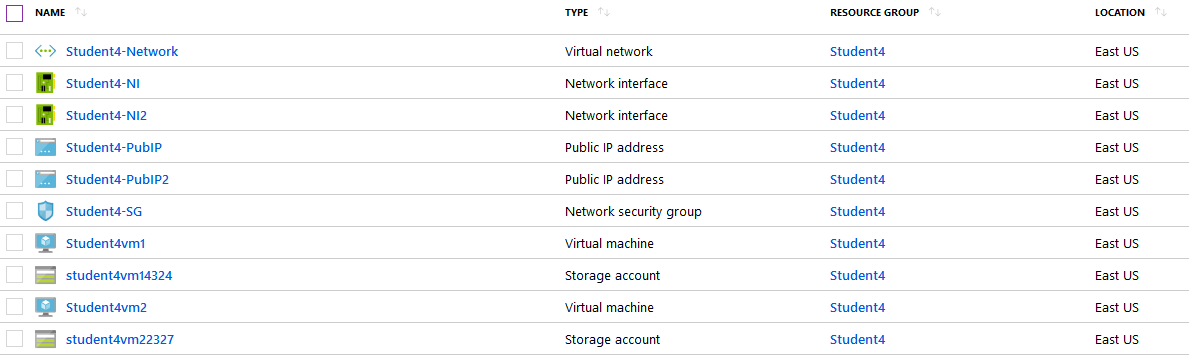 NAME TYPE RESOURCE GROUP LOCATION
Student4-Network Virtual network Student4 East US
Student4-NI Network interface Student4 East US
Student4-NI2 Network interface Student4 East US
Student4-PubIP Public IP address Student4 East US
Student4-PubIP2 Public IP address Student4 East US
Student4-SG Network security group Student4 East US
Student4vm1 Virtual machine Student4 East US
student4vm14324 Storage account Student4 East US
Student4vm2 Virtual machine Student4 East US
student4vm22327 Storage account Student4 East US